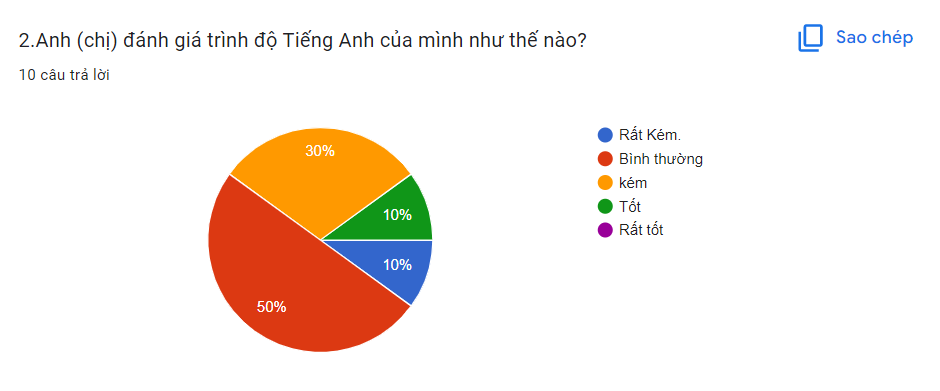 2.Anh (chị) đánh giá trình độ Tiếng Anh của mình như thế nào?
Sao chép
10 câu trả lời
30%
10%
10%
50%
Rất Kém.
Bình thường
kém
Tốt
Rất tốt